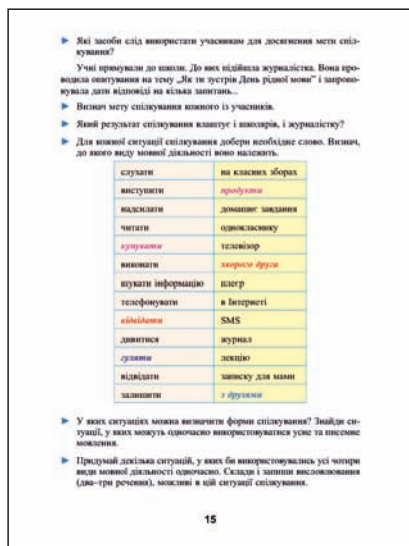 Які засоби слід використати учасникам для досягнення мети спіл-
кування?
Учні прямували до школи. До них підійшла журналістка. Вона про-
водила опитування на тему „Як ти зустрів День рідної мови” і запропо-
нувала дати відповіді на кілька запитань...
Визнач мету спілкування кожного із учасників.
Який результат спілкування влаштує і школярів, і журналістку?
Для кожної ситуації спілкування добери необхідне слово. Визнач,
до якого виду мовної діяльності воно належить.
слухати на класних зборах
виступити продукти
надсилати домашнє завдання
читати однокласнику
купувати телевізор
виконати хворого друга
шукати інформацію плеєр
телефонувати в Інтернеті
відвідати SMS
дивитися журнал
гуляти лекцію
відвідати записку для мами
залишити з друзями
У яких ситуаціях можна визначити форми спілкування? Знайди си-
туації, у яких можуть одночасно використовуватися усне та писемне
мовлення.
Придумай декілька ситуацій, у яких би використовувались усі чотири
види мовної діяльності одночасно. Склади і запиши висловлювання
(два-три речення), можливі в цій ситуації спілкування.
15